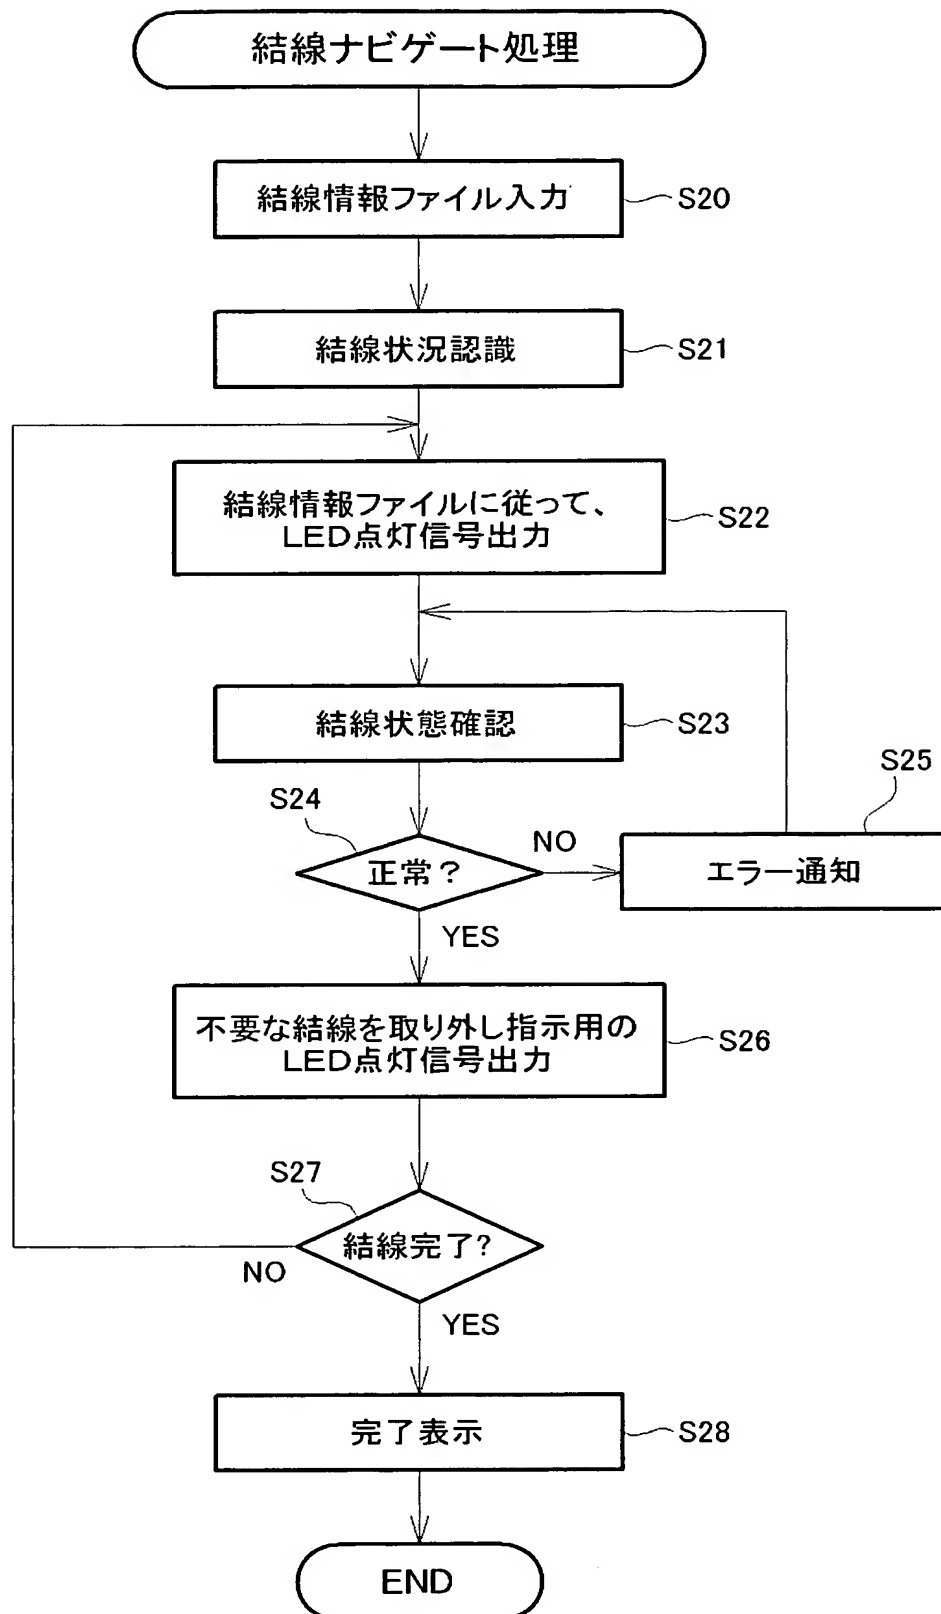 結線ナビゲート処理
結線情報ファイル入力
S20
結線状況認識
S21
結線情報ファイルに従って、
LED点灯信号出力
S22
結線状態確認
S23
S24
正常?
NO
S25
エラー通知
YES
不要な結線を取り外し指示用の
LED点灯信号出力
S26
S27
結線完了?
NO
YES
完了表示
S28
END